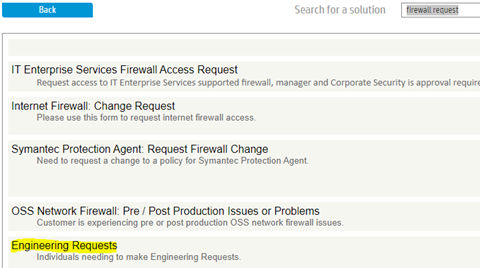 Back
Search for a solution
firewall request
IT Enterprise Services Firewall Access Request
Request access to IT Enterprise Services supported firewall, manager and Corporate Security is approval require
Internet Firewall: Change Request
Please use this form to request internet firewall access.
Symantec Protection Agent: Request Firewall Change
Need to request a change to a policy for Symantec Protection Agent.
OSS Network Firewall: Pre / Post Production Issues or Problems
Customer is experiencing pre or post production OSS network firewall issues.
Engineering Requests
Individuals needing to make Engineering Requests.